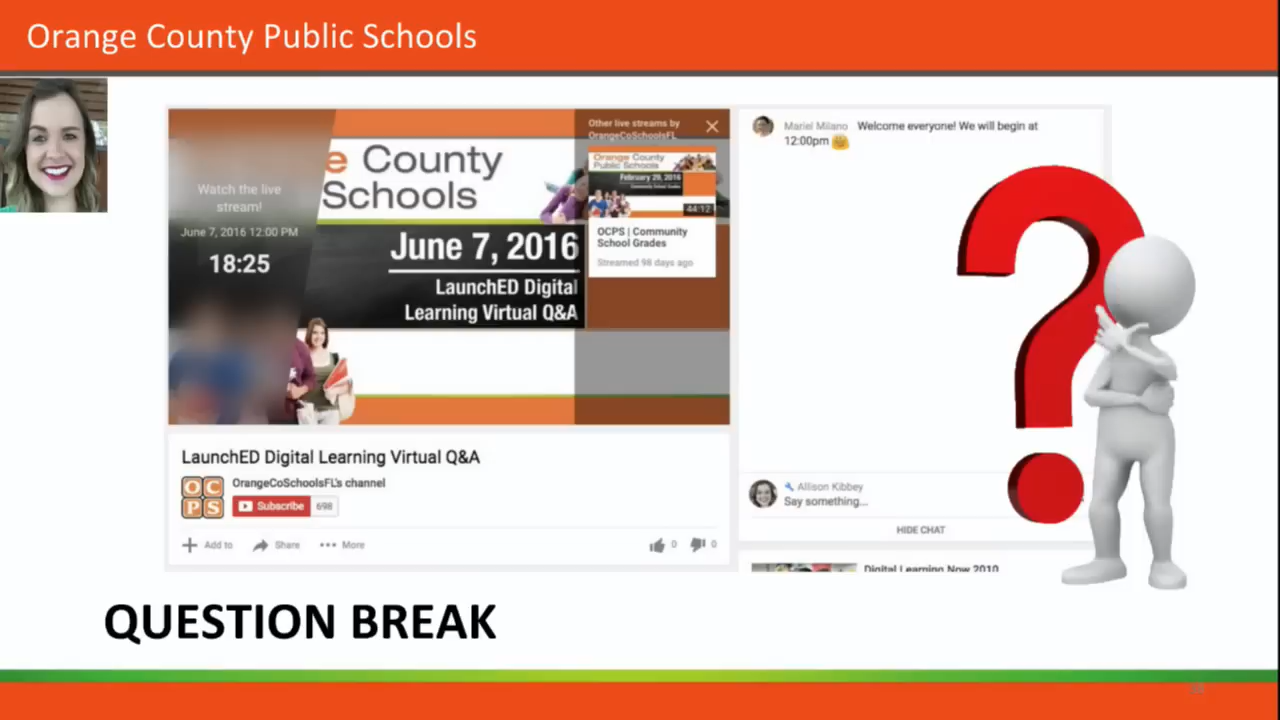 Orange County Public Schools
e County
Schools
Watch the live
stream!
June 7, 2016 12:00 PM
18:25
June 7, 2016
LaunchED Digital
Learning Virtual Q&A
Other live streams by
OrangeCoSchoolsFL
Orange County
Public Schools
February 29, 2016
Community School Grades
44:12
OCPS | Community
School Grades
Streamed 98 days ago
Mariel Milano Welcome everyone! We will begin at
12:00pm
LaunchED Digital Learning Virtual Q&A
OC
PS
OrangeCoSchoolsFL's channel
Subscribe 698
Add to Share More 0 0
Allison Kibbey
Say something...
HIDE CHAT
Digital Learning Now 2010
QUESTION BREAK